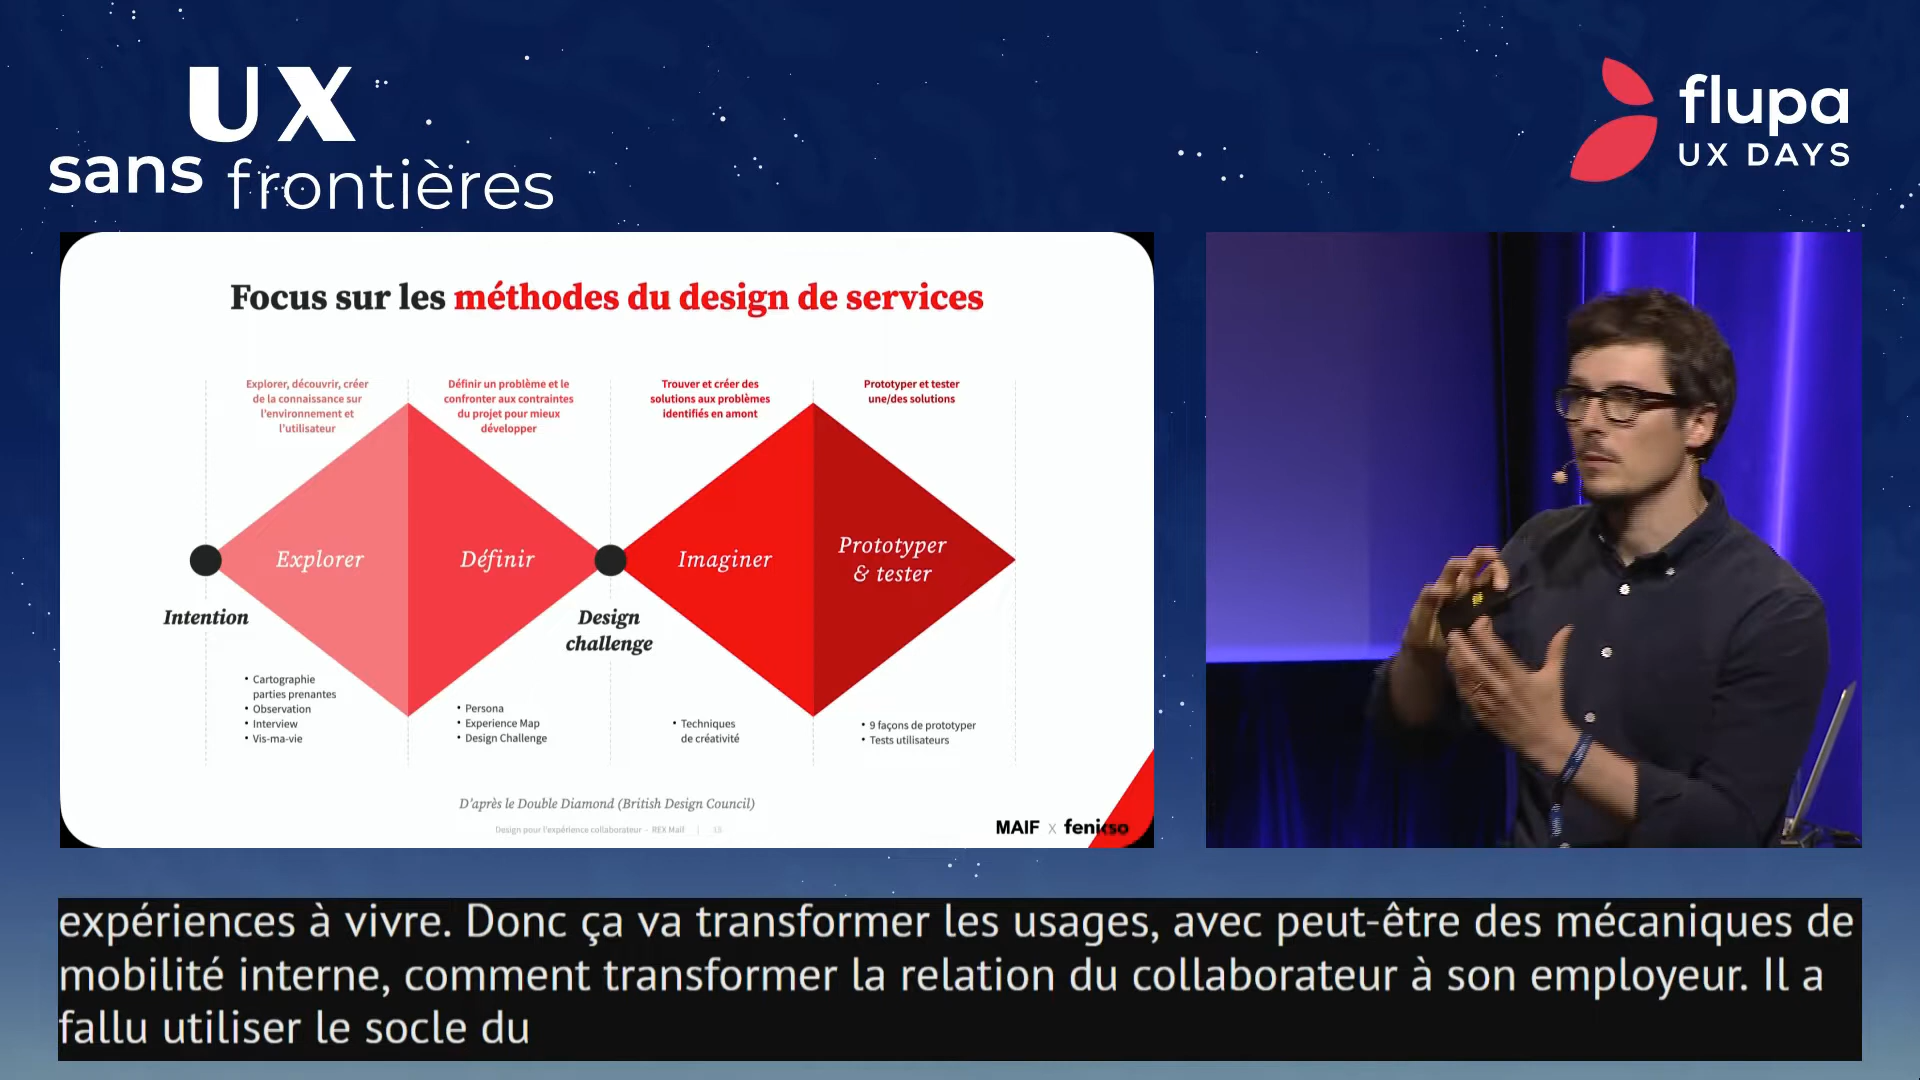 UX
sans frontières
flupa
UX DAYS
Focus sur les méthodes du design de services
Explorer, découvrir, créer
de la connaissance sur
l'environnement et
l'utilisateur
Définir un problème et le
confronter aux contraintes
du projet pour mieux
développer
Trouver et créer des
solutions aux problèmes
identifiés en amont
Prototyper et tester
une/des solutions
Explorer
Définir
Imaginer
Prototyper
& tester
Intention
Design
challenge
• Cartographie
parties prenantes
• Observation
• Interview
• Vis-ma-vie
• Persona
• Experience Map
• Design Challenge
• Techniques
de créativité
• 9 façons de prototyper
• Tests utilisateurs
D'après le Double Diamond (British Design Council)
Design pour l'expérience collaborateur - REX Maif | 15
MAIF x fenikso
expériences à vivre. Donc ça va transformer les usages, avec peut-être des mécaniques de
mobilité interne, comment transformer la relation du collaborateur à son employeur. Il a
fallu utiliser le socle du